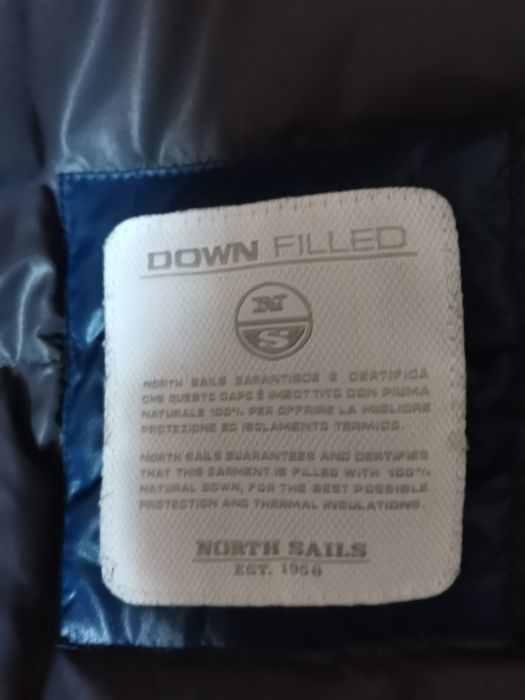 DOWN FILLED
N
S
NORTH SAILS GARANTISCE E CERTIFICA
CHE QUESTO CAPO È IMBOTTITO CON PIUMA
NATURALE 100% PER OFFRIRE LA MIGLIORE
PROTEZIONE ED ISOLAMENTO TERMICO.
NORTH SAILS GUARANTEES AND CERTIFIES
THAT THIS GARMENT IS FILLED WITH 100%
NATURAL DOWN, FOR THE BEST POSSIBLE
PROTECTION AND THERMAL INSULATIONS.
NORTH SAILS
EST. 1958